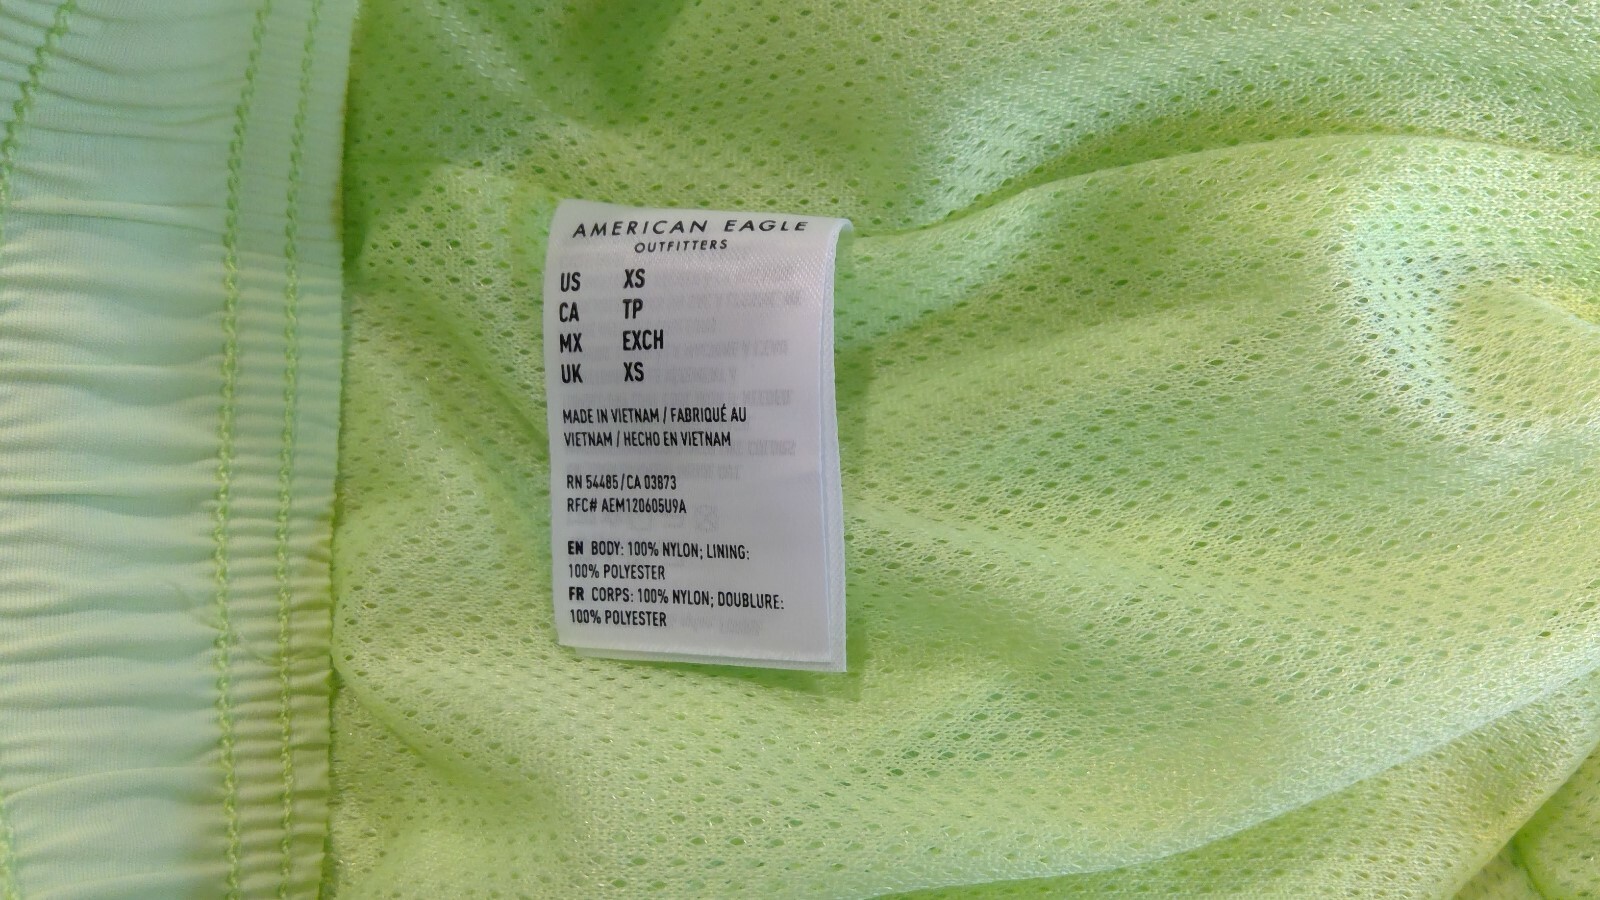 AMERICAN EAGLE
OUTFITTERS
US XS
CA TP
MX EXCH
UK XS
MADE IN VIETNAM / FABRIQUÉ AU
VIETNAM / HECHO EN VIETNAM
RN 54485/CA 03873
RFC# AEM120605U9A
EN BODY: 100% NYLON; LINING:
100% POLYESTER
FR CORPS: 100% NYLON; DOUBLURE:
100% POLYESTER